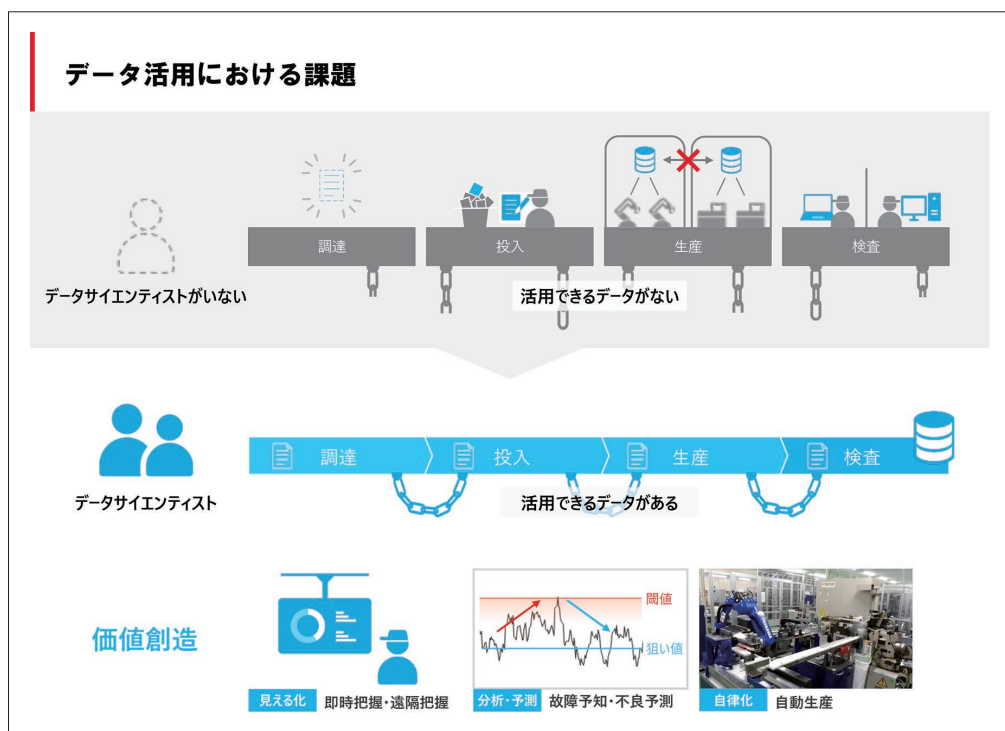 データ活用における課題
調達
投入
生産
検査
データサイエンティストがいない
活用できるデータがない
調達
投入
生産
検査
データサイエンティスト
活用できるデータがある
価値創造
閾値
狙い値
見える化 即時把握・遠隔把握
分析・予測 故障予知・不良予測
自律化 自動生産